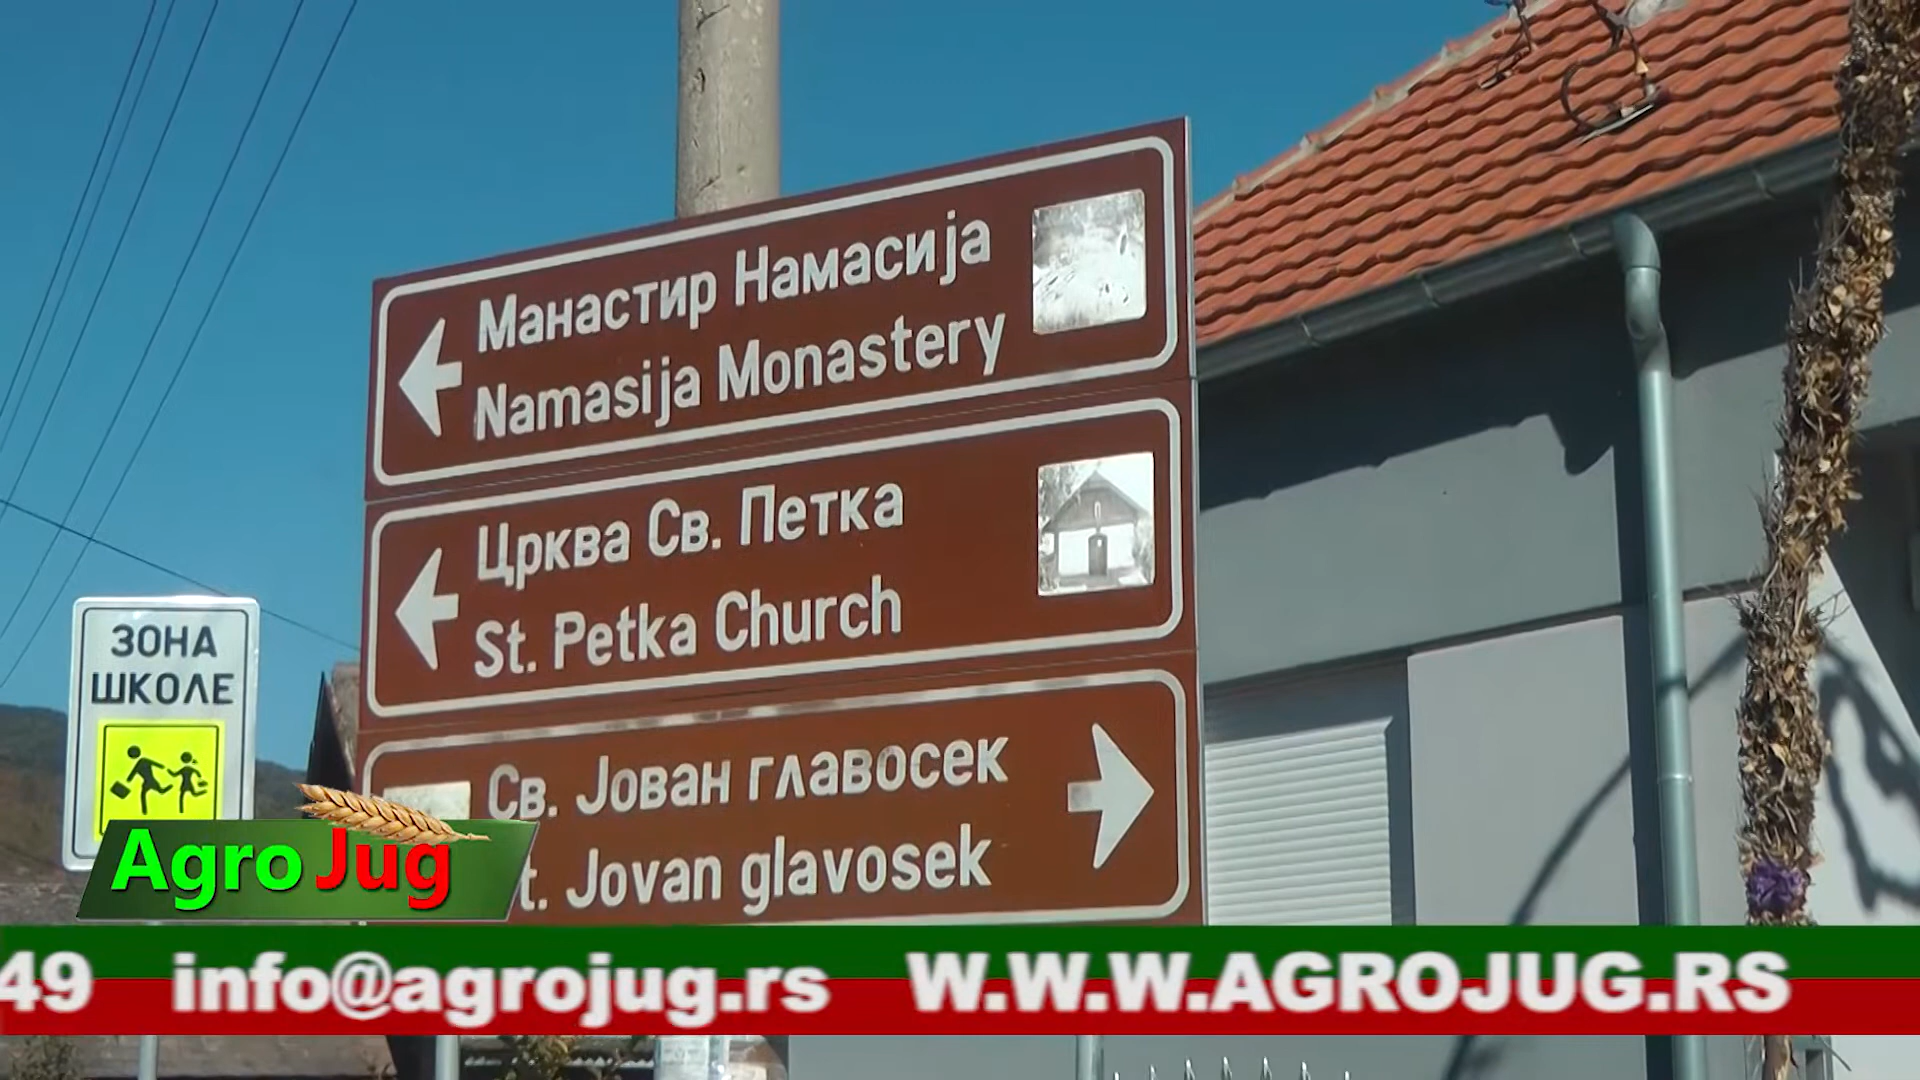 Манастир Намасија
Namasija Monastery
Црква Св. Петка
St. Petka Church
Св. Јован главосек
t. Jovan glavosek
ЗОНА
ШКОЛЕ
Agro Jug
49 info@agrojug.rs W.W.W.AGROJUG.RS